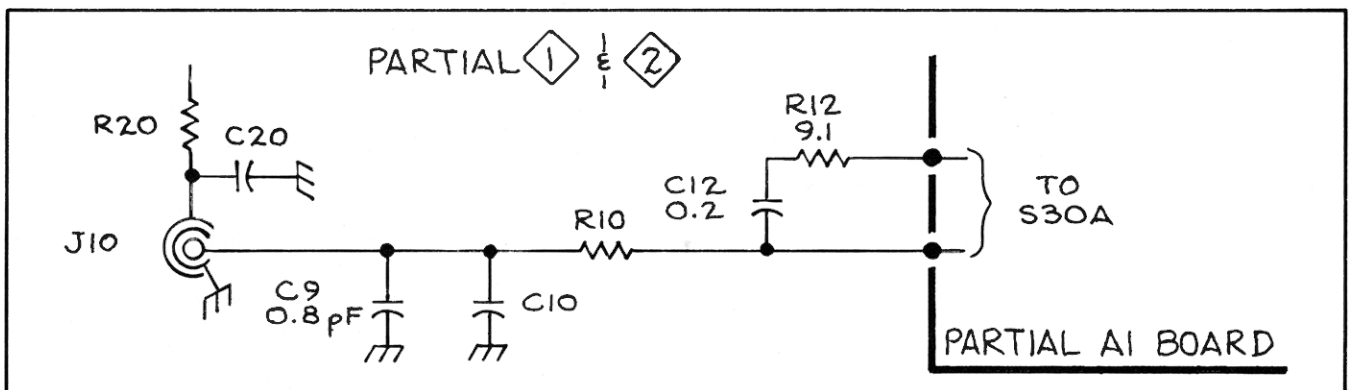 PARTIAL 1 & 2
R20
C20
J10
C9
0.8 pF
C10
R10
C12
0.2
R12
9.1
TO
S30A
PARTIAL A1 BOARD